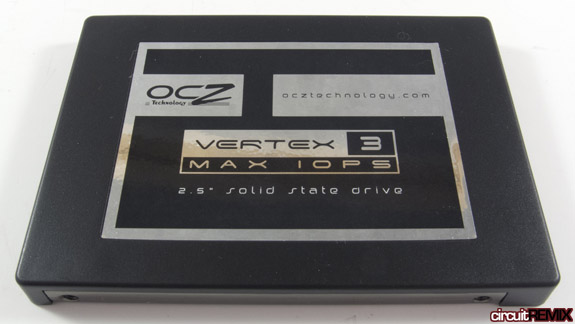 OCZ
Technology
ocztechnology.com
VERTEX 3
MAX IOPS
2.5" solid state drive
circuitREMIX